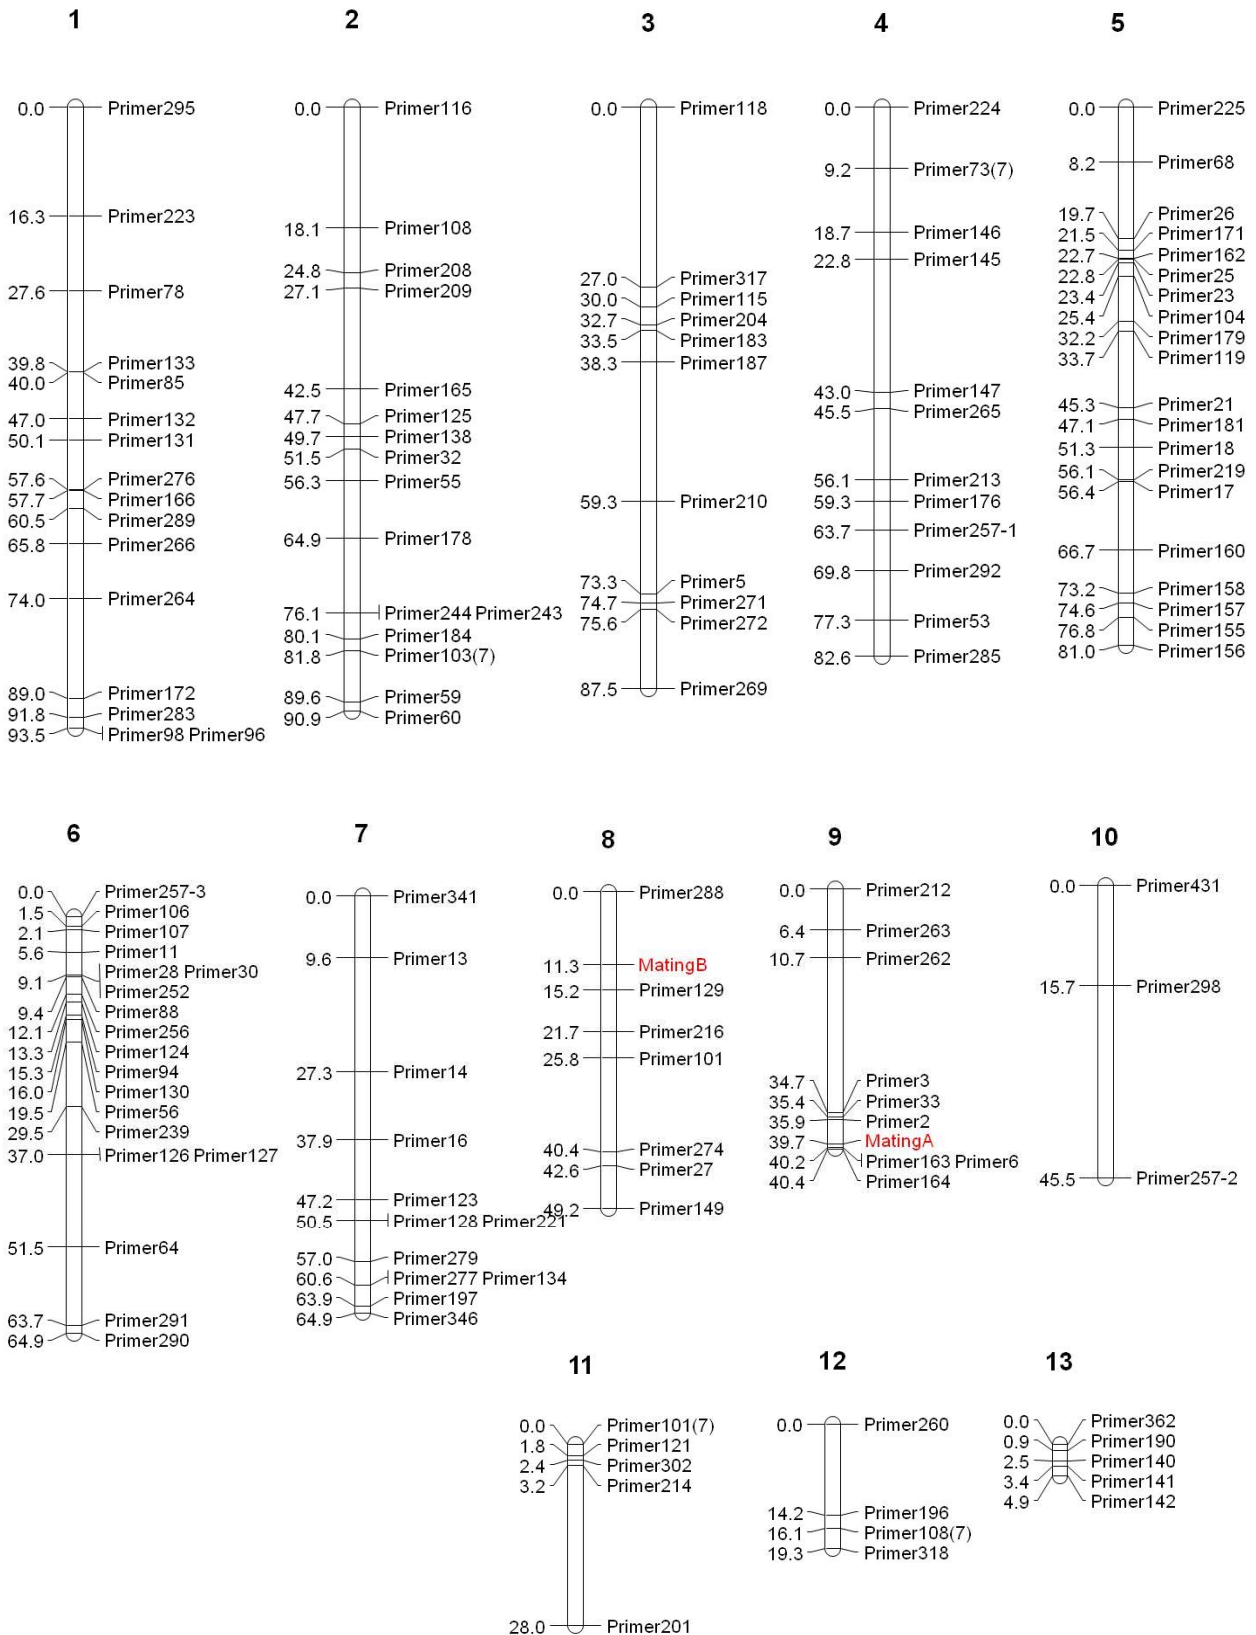 1
0.0 Primer295
16.3 Primer223
27.6 Primer78
39.8 Primer133
40.0 Primer85
47.0 Primer132
50.1 Primer131
57.6 Primer276
57.7 Primer166
60.5 Primer289
65.8 Primer266
74.0 Primer264
89.0 Primer172
91.8 Primer283
93.5 Primer98 Primer96
2
0.0 Primer116
18.1 Primer108
24.8 Primer208
27.1 Primer209
42.5 Primer165
47.7 Primer125
49.7 Primer138
51.5 Primer32
56.3 Primer55
64.9 Primer178
76.1 Primer244 Primer243
80.1 Primer184
81.8 Primer103(7)
89.6 Primer59
90.9 Primer60
3
0.0 Primer118
27.0 Primer317
30.0 Primer115
32.7 Primer204
33.5 Primer183
38.3 Primer187
59.3 Primer210
73.3 Primer5
74.7 Primer271
75.6 Primer272
87.5 Primer269
4
0.0 Primer224
9.2 Primer73(7)
18.7 Primer146
22.8 Primer145
43.0 Primer147
45.5 Primer265
56.1 Primer213
59.3 Primer176
63.7 Primer257-1
69.8 Primer292
77.3 Primer53
82.6 Primer285
5
0.0 Primer225
8.2 Primer68
19.7 Primer26
21.5 Primer171
22.7 Primer162
22.8 Primer25
23.4 Primer23
25.4 Primer104
32.2 Primer179
33.7 Primer119
45.3 Primer21
47.1 Primer181
51.3 Primer18
56.1 Primer219
56.4 Primer17
66.7 Primer160
73.2 Primer158
74.6 Primer157
76.8 Primer155
81.0 Primer156
6
0.0 Primer257-3
1.5 Primer106
2.1 Primer107
5.6 Primer11
Primer28 Primer30
9.1
Primer252
9.4 Primer88
12.1 Primer256
13.3 Primer124
15.3 Primer94
16.0 Primer130
19.5 Primer56
29.5 Primer239
37.0 Primer126 Primer127
51.5 Primer64
63.7 Primer291
64.9 Primer290
7
0.0 Primer341
9.6 Primer13
27.3 Primer14
37.9 Primer16
47.2 Primer123
50.5 Primer128 Primer221
57.0 Primer279
60.6 Primer277 Primer134
63.9 Primer197
64.9 Primer346
8
0.0 Primer288
11.3 MatingB
15.2 Primer129
21.7 Primer216
25.8 Primer101
40.4 Primer274
42.6 Primer27
49.2 Primer149
9
0.0 Primer212
6.4 Primer263
10.7 Primer262
34.7 Primer3
35.4 Primer33
35.9 Primer2
39.7 MatingA
40.2 Primer163 Primer6
40.4 Primer164
10
0.0 Primer431
15.7 Primer298
45.5 Primer257-2
11
0.0 Primer101(7)
1.8 Primer121
2.4 Primer302
3.2 Primer214
28.0 Primer201
12
0.0 Primer260
14.2 Primer196
16.1 Primer108(7)
19.3 Primer318
13
0.0 Primer362
0.9 Primer190
2.5 Primer140
3.4 Primer141
4.9 Primer142